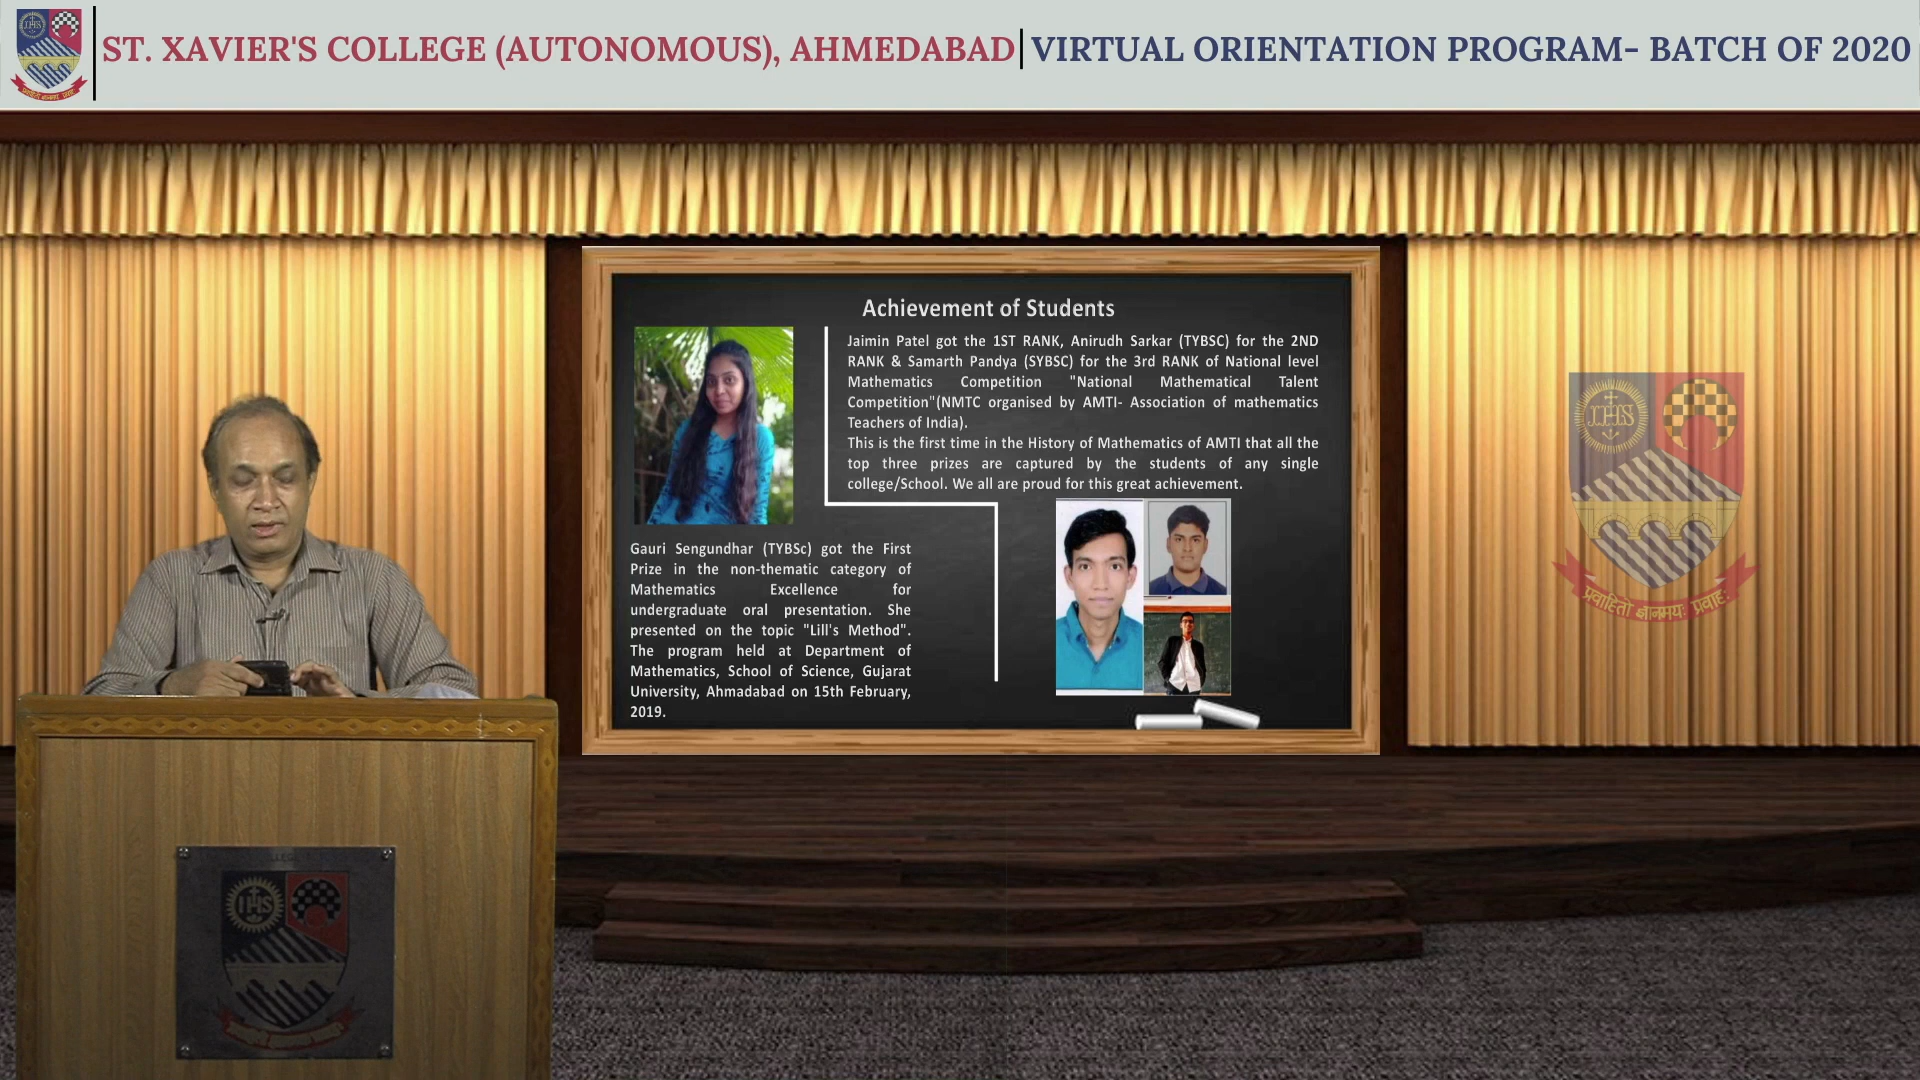 ST. XAVIER'S COLLEGE (AUTONOMOUS), AHMEDABAD
VIRTUAL ORIENTATION PROGRAM- BATCH OF 2020
Achievement of Students
Jaimin Patel got the 1ST RANK, Anirudh Sarkar (TYBSC) for the 2ND
RANK & Samarth Pandya (SYBSC) for the 3rd RANK of National level
Mathematics Competition "National Mathematical Talent
Competition"(NMTC organised by AMTI- Association of mathematics
Teachers of India).
This is the first time in the History of Mathematics of AMTI that all the
top three prizes are captured by the students of any single
college/School. We all are proud for this great achievement.
Gauri Sengundhar (TYBSc) got the First
Prize in the non-thematic category of
Mathematics Excellence for
undergraduate oral presentation. She
presented on the topic "Lill's Method".
The program held at Department of
Mathematics, School of Science, Gujarat
University, Ahmadabad on 15th February,
2019.
IHS
प्रवाहितो ज्ञानमयः प्रवाहः
IHS